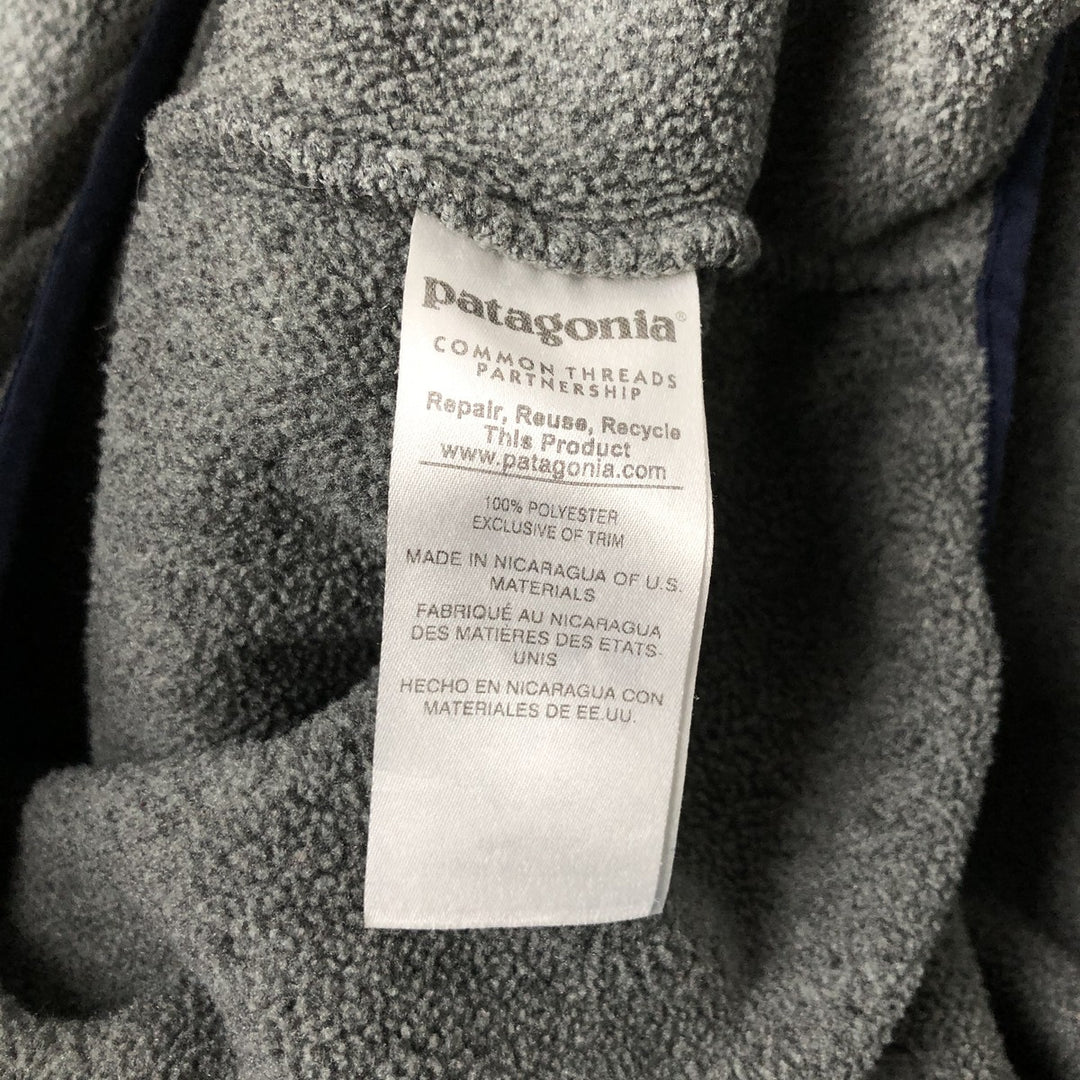 patagonia®
COMMON THREADS
PARTNERSHIP
Repair, Reuse, Recycle
This Product
www.patagonia.com
100% POLYESTER
EXCLUSIVE OF TRIM
MADE IN NICARAGUA OF U.S.
MATERIALS
FABRIQUÉ AU NICARAGUA
DES MATIERES DES ETATS-
UNIS
HECHO EN NICARAGUA CON
MATERIALES DE EE.UU.